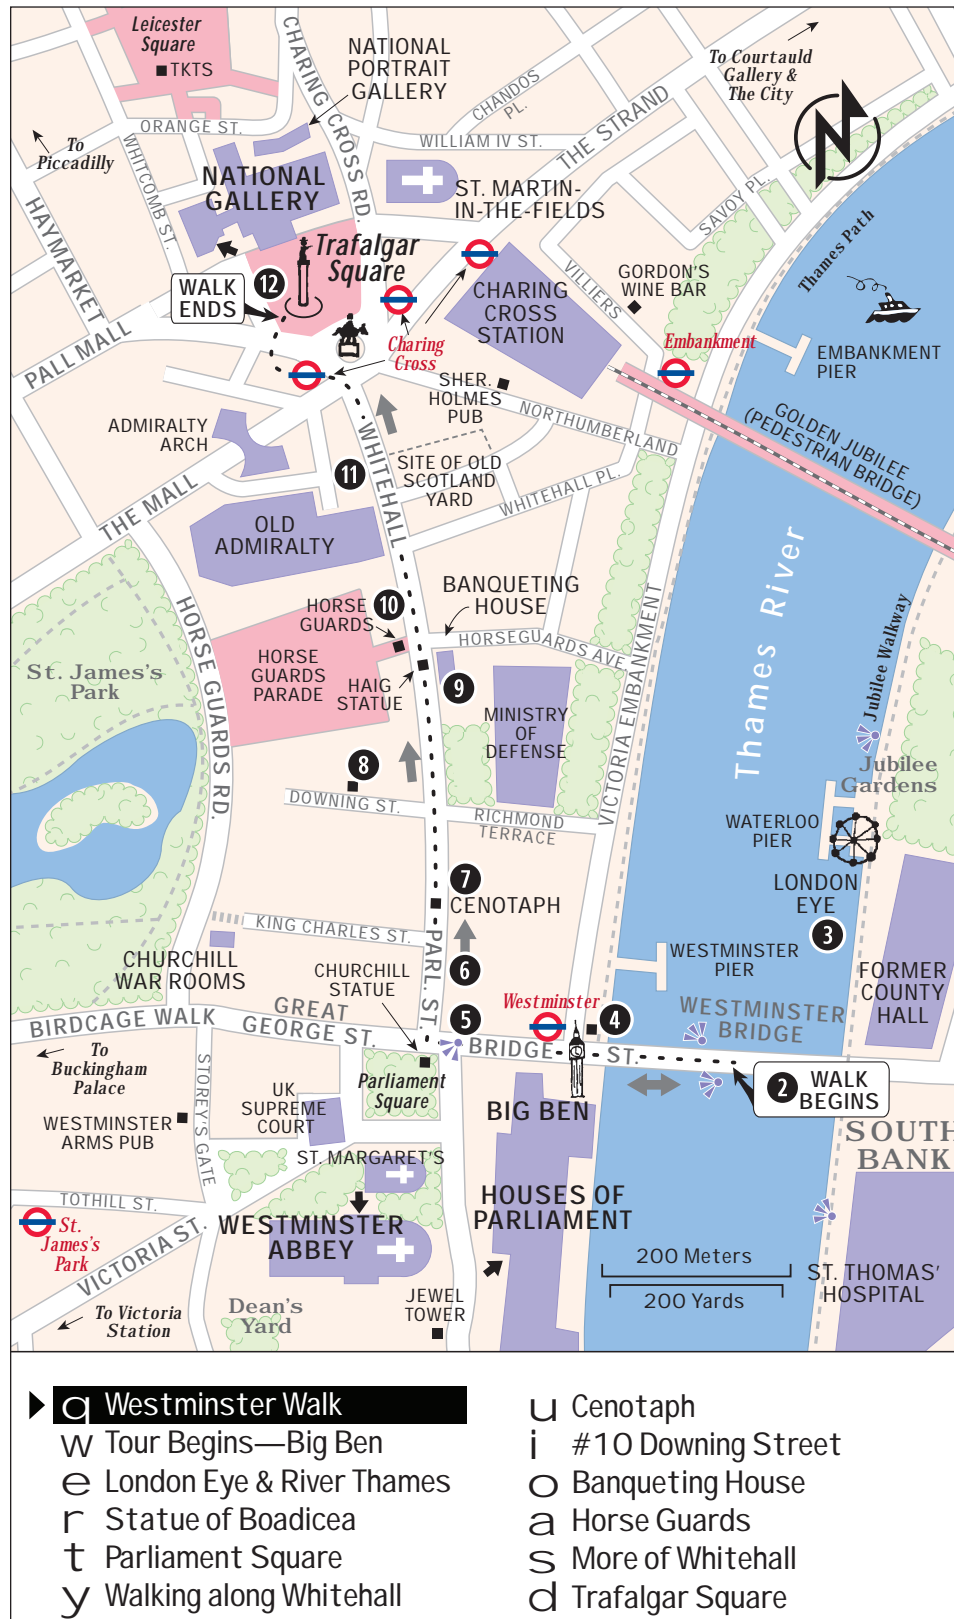 Leicester
Square
TKTS
CHARING CROSS RD.
NATIONAL
PORTRAIT
GALLERY
CHANDOS
PL.
To Courtauld
Gallery &
The City
ORANGE ST.
WHITCOMB ST.
WILLIAM IV ST.
THE STRAND
To
Piccadilly
HAYMARKET
NATIONAL
GALLERY
ST. MARTIN-
IN-THE-FIELDS
SAVOY PL.
N
Thames Path
Trafalgar
Square
12
WALK
ENDS
CHARING
CROSS
STATION
VILLIERS
GORDON'S
WINE BAR
PALL MALL
Charing
Cross
Embankment
EMBANKMENT
PIER
SHER.
HOLMES
PUB
NORTHUMBERLAND
GOLDEN JUBILEE
(PEDESTRIAN BRIDGE)
ADMIRALTY
ARCH
WHITEHALL
11
SITE OF OLD
SCOTLAND
YARD
WHITEHALL PL.
THE MALL
OLD
ADMIRALTY
Thames River
BANQUETING
HOUSE
HORSE
GUARDS
10
HORSEGUARDS AVE.
HORSE GUARDS RD.
St. James's
Park
HORSE
GUARDS
PARADE
HAIG
STATUE
9
MINISTRY
OF
DEFENSE
VICTORIA EMBANKMENT
Jubilee Walkway
Jubilee
Gardens
8
DOWNING ST.
RICHMOND
TERRACE
WATERLOO
PIER
LONDON
EYE
3
7
CENOTAPH
KING CHARLES ST.
PARL. ST.
CHURCHILL
WAR ROOMS
CHURCHILL
STATUE
6
WESTMINSTER
PIER
FORMER
COUNTY
HALL
BIRDCAGE WALK
GREAT
GEORGE ST.
5
Westminster
4
WESTMINSTER
BRIDGE
BRIDGE ST.
To
Buckingham
Palace
STOREY'S GATE
Parliament
Square
2
WALK
BEGINS
WESTMINSTER
ARMS PUB
UK
SUPREME
COURT
BIG BEN
SOUTH
BANK
ST. MARGARET'S
TOTHILL ST.
St.
James's
Park
VICTORIA ST.
WESTMINSTER
ABBEY
HOUSES OF
PARLIAMENT
200 Meters
200 Yards
ST. THOMAS'
HOSPITAL
To Victoria
Station
Dean's
Yard
JEWEL
TOWER
q Westminster Walk
w Tour Begins—Big Ben
e London Eye & River Thames
r Statue of Boadicea
t Parliament Square
y Walking along Whitehall
u Cenotaph
i #10 Downing Street
o Banqueting House
a Horse Guards
s More of Whitehall
d Trafalgar Square